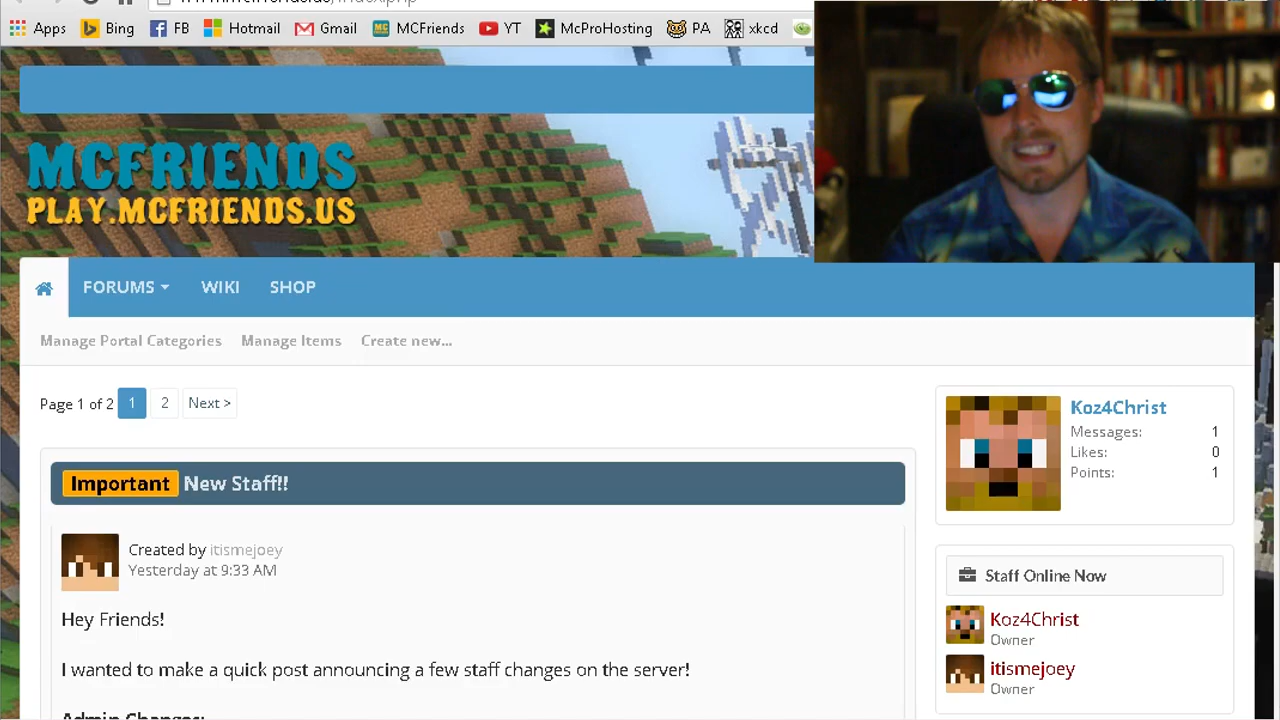 Apps Bing FB Hotmail Gmail MCFriends YT McProHosting PA xkcd
MCFRIENDS
PLAY.MCFRIENDS.US
FORUMS WIKI SHOP
Manage Portal Categories Manage Items Create new...
Page 1 of 2 1 2 Next >
Koz4Christ
Messages: 1
Likes: 0
Points: 1
Important New Staff!!
Created by itismejoey
Yesterday at 9:33 AM
Hey Friends!
I wanted to make a quick post announcing a few staff changes on the server!
Admin Changes:
Staff Online Now
Koz4Christ
Owner
itismejoey
Owner